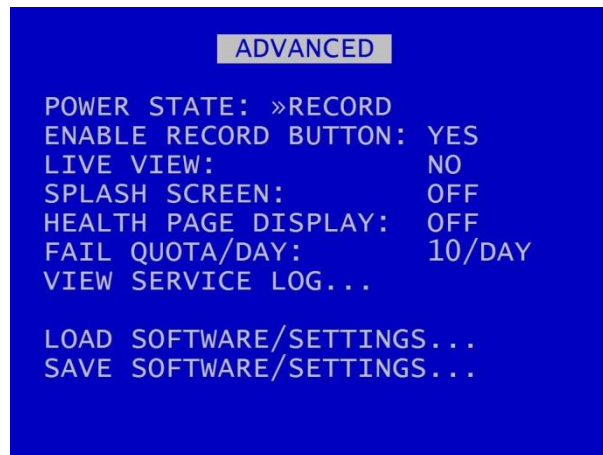 ADVANCED
POWER STATE: »RECORD
ENABLE RECORD BUTTON: YES
LIVE VIEW: NO
SPLASH SCREEN: OFF
HEALTH PAGE DISPLAY: OFF
FAIL QUOTA/DAY: 10/DAY
VIEW SERVICE LOG...
LOAD SOFTWARE/SETTINGS...
SAVE SOFTWARE/SETTINGS...